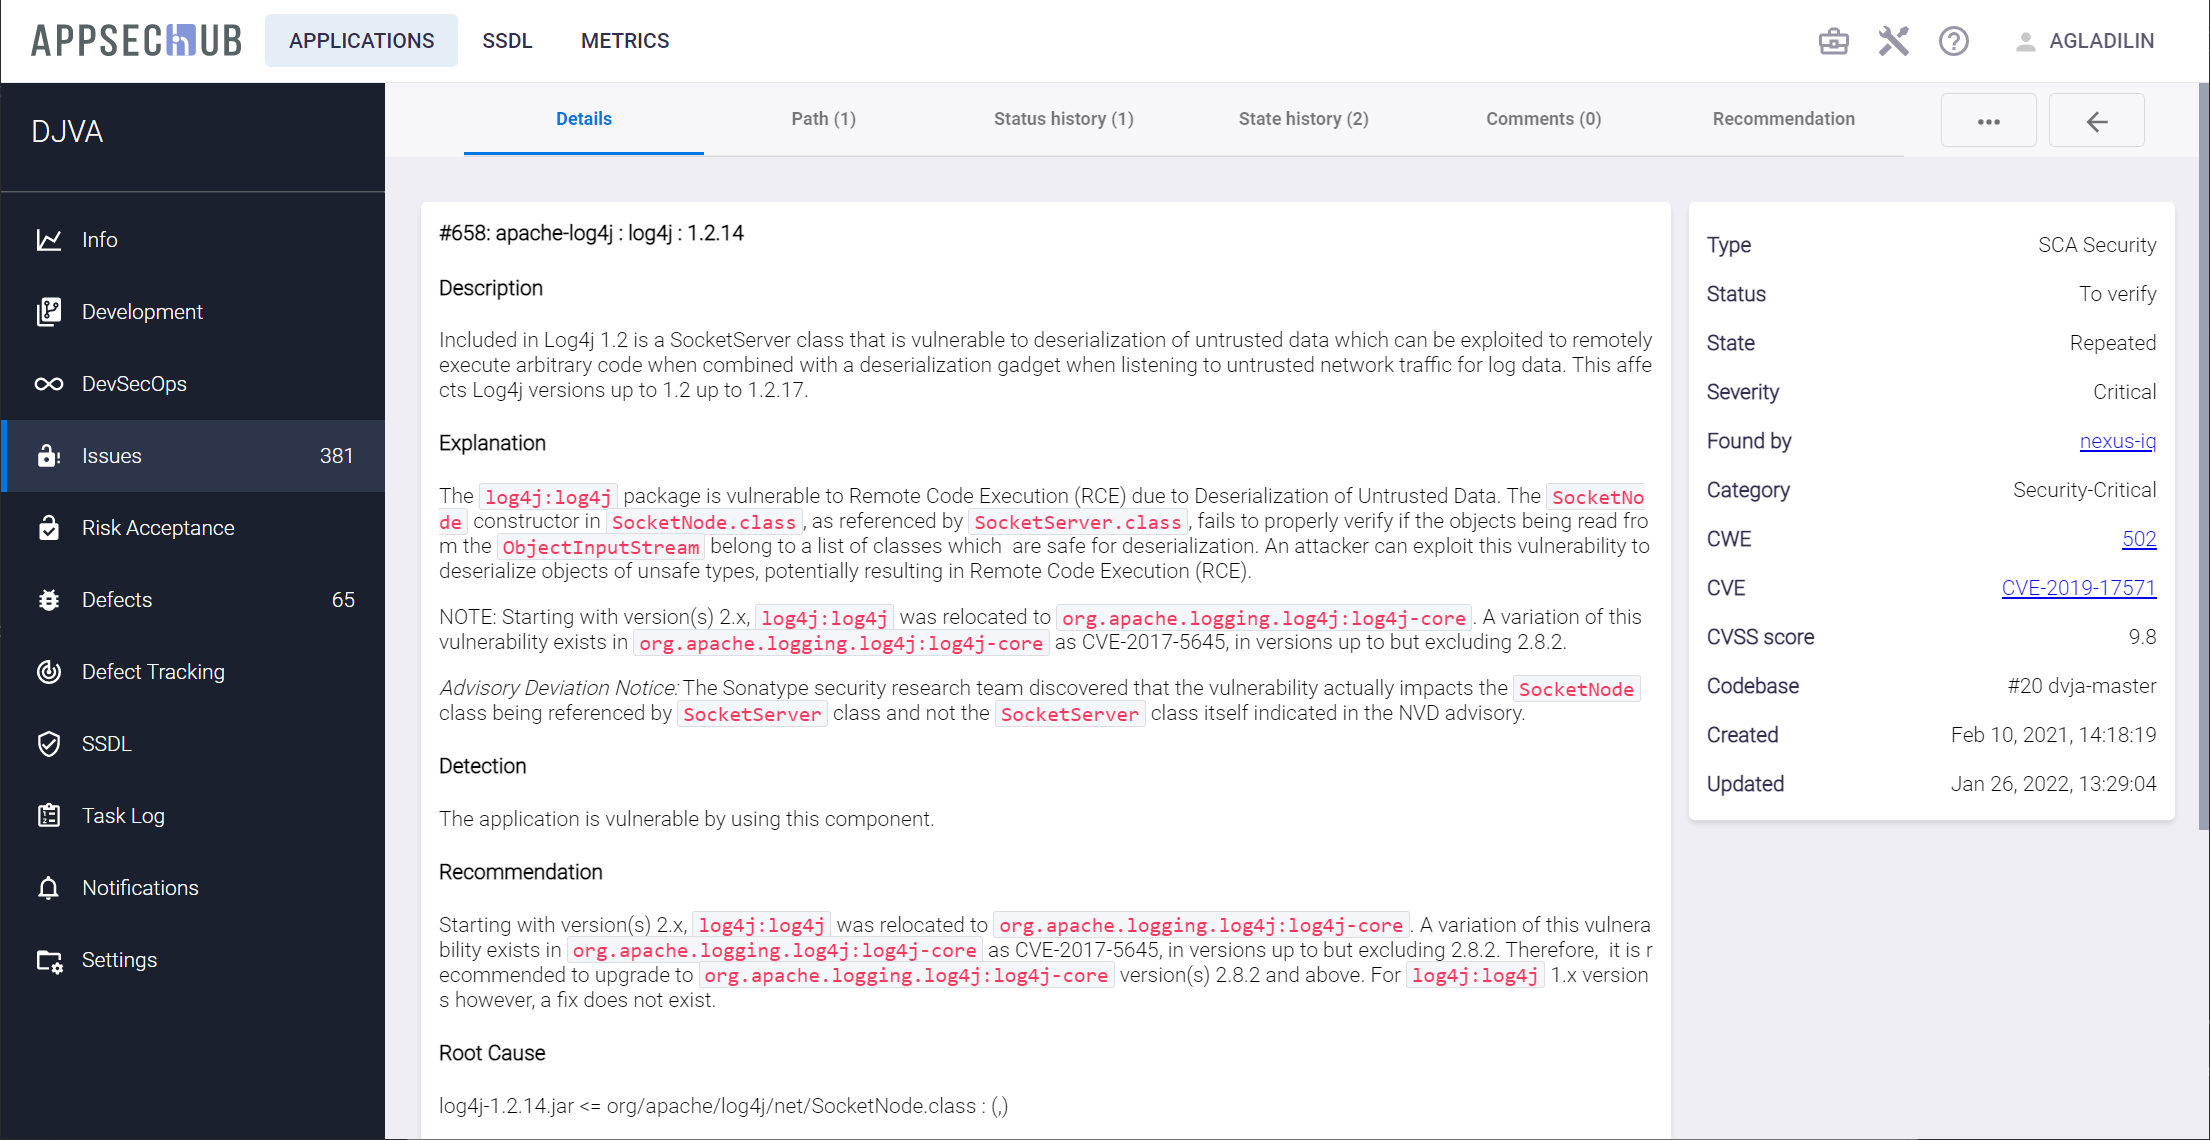 APPSECHUB
APPLICATIONS
SSDL
METRICS
AGLADILIN
DJVA
Info
Development
DevSecOps
Issues 381
Risk Acceptance
Defects 65
Defect Tracking
SSDL
Task Log
Notifications
Settings
Details
Path (1)
Status history (1)
State history (2)
Comments (0)
Recommendation
#658: apache-log4j : log4j : 1.2.14
Description
Included in Log4j 1.2 is a SocketServer class that is vulnerable to deserialization of untrusted data which can be exploited to remotely
execute arbitrary code when combined with a deserialization gadget when listening to untrusted network traffic for log data. This affe
cts Log4j versions up to 1.2 up to 1.2.17.
Explanation
The log4j:log4j package is vulnerable to Remote Code Execution (RCE) due to Deserialization of Untrusted Data. The SocketNo
de constructor in SocketNode.class, as referenced by SocketServer.class, fails to properly verify if the objects being read fro
m the ObjectInputStream belong to a list of classes which are safe for deserialization. An attacker can exploit this vulnerability to
deserialize objects of unsafe types, potentially resulting in Remote Code Execution (RCE).
NOTE: Starting with version(s) 2.x, log4j:log4j was relocated to org.apache.logging.log4j:log4j-core. A variation of this
vulnerability exists in org.apache.logging.log4j:log4j-core as CVE-2017-5645, in versions up to but excluding 2.8.2.
Advisory Deviation Notice: The Sonatype security research team discovered that the vulnerability actually impacts the SocketNode
class being referenced by SocketServer class and not the SocketServer class itself indicated in the NVD advisory.
Detection
The application is vulnerable by using this component.
Recommendation
Starting with version(s) 2.x, log4j:log4j was relocated to org.apache.logging.log4j:log4j-core. A variation of this vulnera
bility exists in org.apache.logging.log4j:log4j-core as CVE-2017-5645, in versions up to but excluding 2.8.2. Therefore, it is r
ecommended to upgrade to org.apache.logging.log4j:log4j-core version(s) 2.8.2 and above. For log4j:log4j 1.x version
s however, a fix does not exist.
Root Cause
log4j-1.2.14.jar <= org/apache/log4j/net/SocketNode.class : (,)
Type SCA Security
Status To verify
State Repeated
Severity Critical
Found by nexus-iq
Category Security-Critical
CWE 502
CVE CVE-2019-17571
CVSS score 9.8
Codebase #20 dvja-master
Created Feb 10, 2021, 14:18:19
Updated Jan 26, 2022, 13:29:04